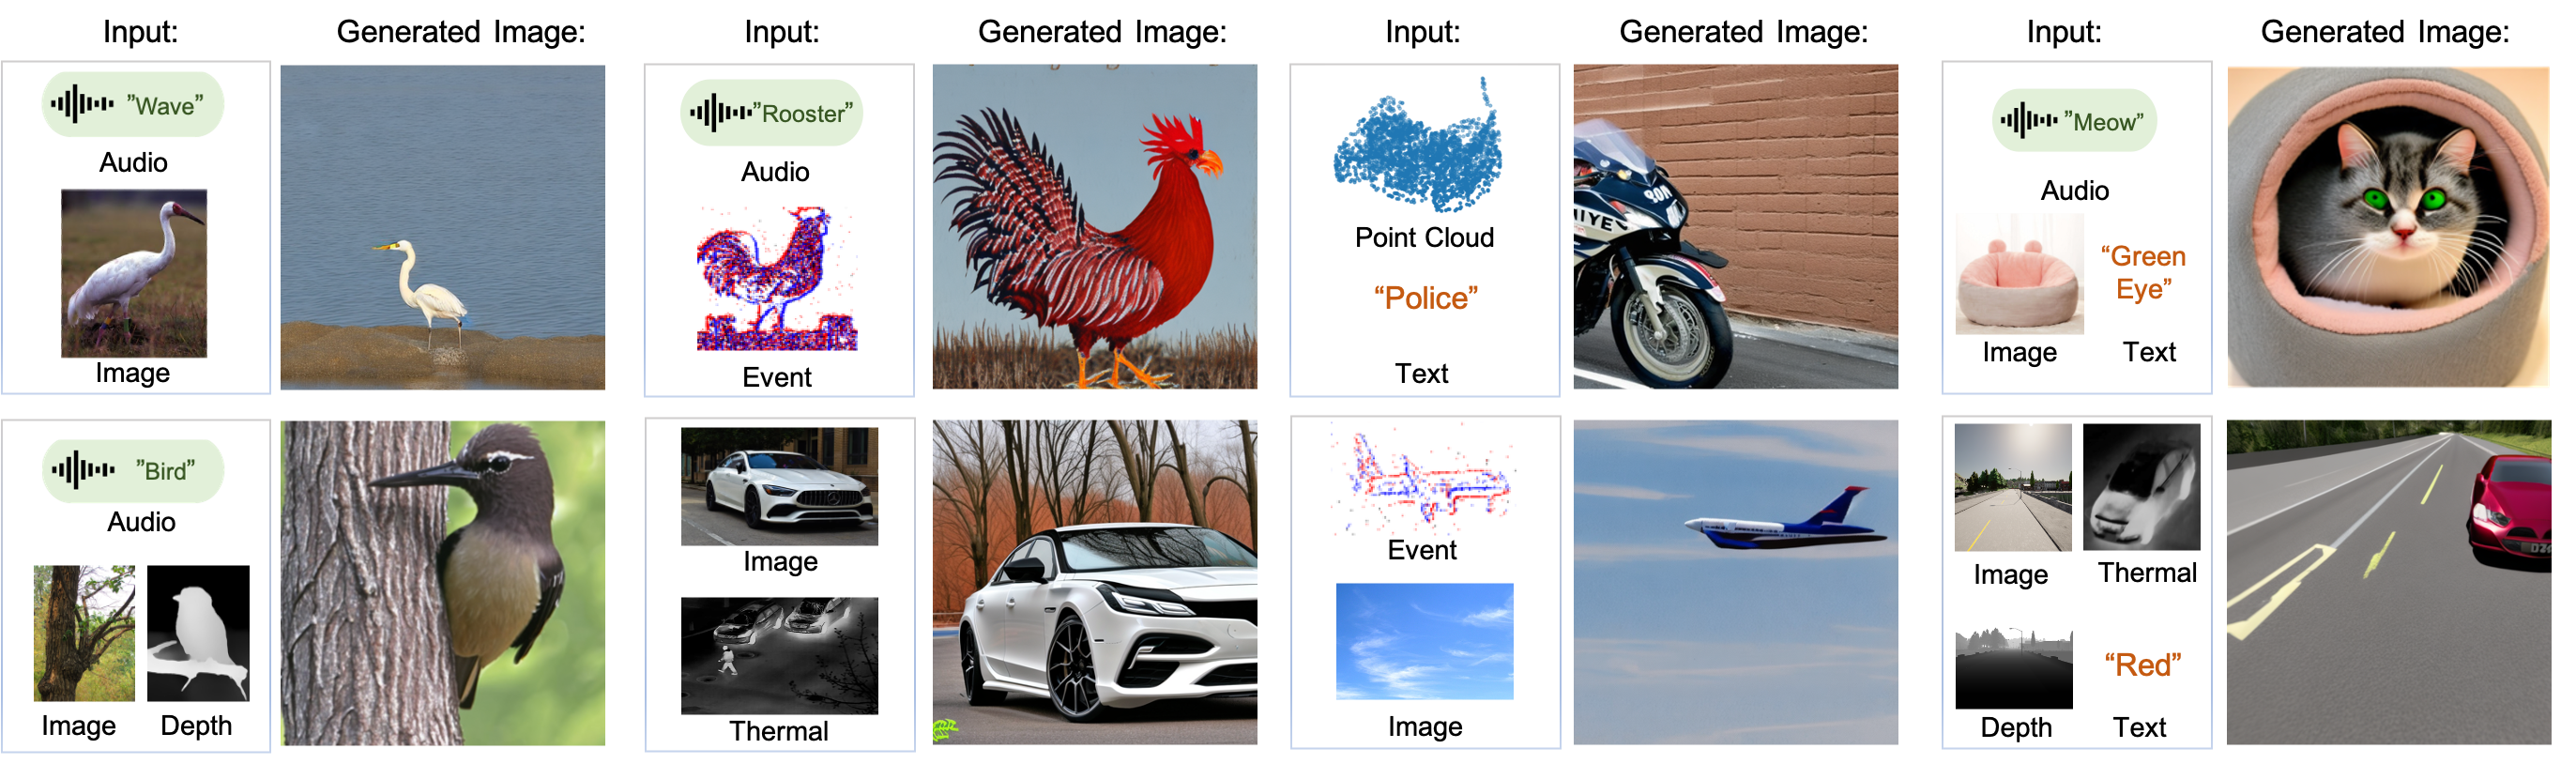 Input:
Generated Image:
Input:
Generated Image:
Input:
Generated Image:
Input:
Generated Image:
”Wave”
Audio
Image
”Rooster”
Audio
Event
Point Cloud
“Police”
Text
”Meow”
Audio
“Green
Eye”
Image
Text
”Bird”
Audio
Image
Depth
Image
Thermal
Event
Image
Image
Thermal
“Red”
Depth
Text